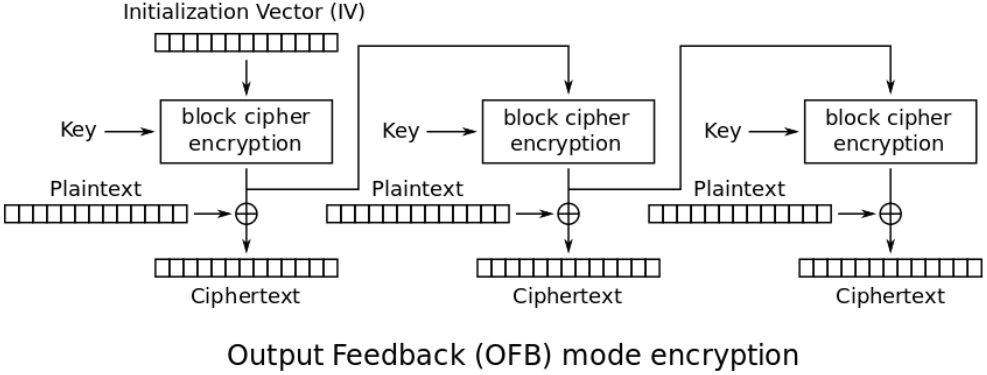 Initialization Vector (IV)
Key
block cipher
encryption
Key
block cipher
encryption
Key
block cipher
encryption
Plaintext
Plaintext
Plaintext
Ciphertext
Ciphertext
Ciphertext
Output Feedback (OFB) mode encryption